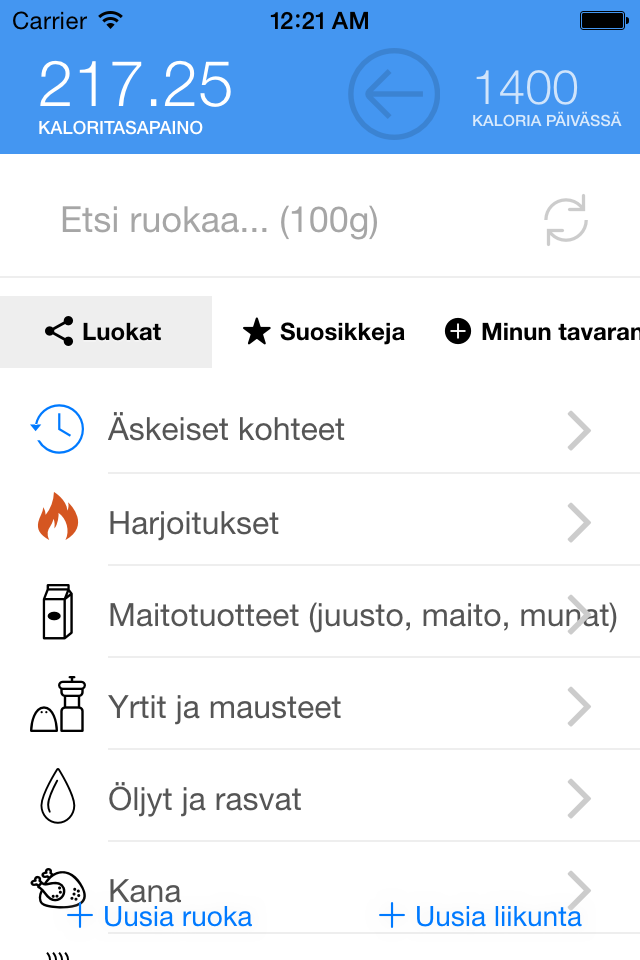 Carrier 12:21 AM
217.25
KALORITASAPAINO
1400
KALORIA PÄIVÄSSÄ
Etsi ruokaa... (100g)
Luokat Suosikkeja Minun tavaran
Äskeiset kohteet
Harjoitukset
Maitotuotteet (juusto, maito, munat)
Yrtit ja mausteet
Öljyt ja rasvat
Kana
Uusia ruoka Uusia liikunta